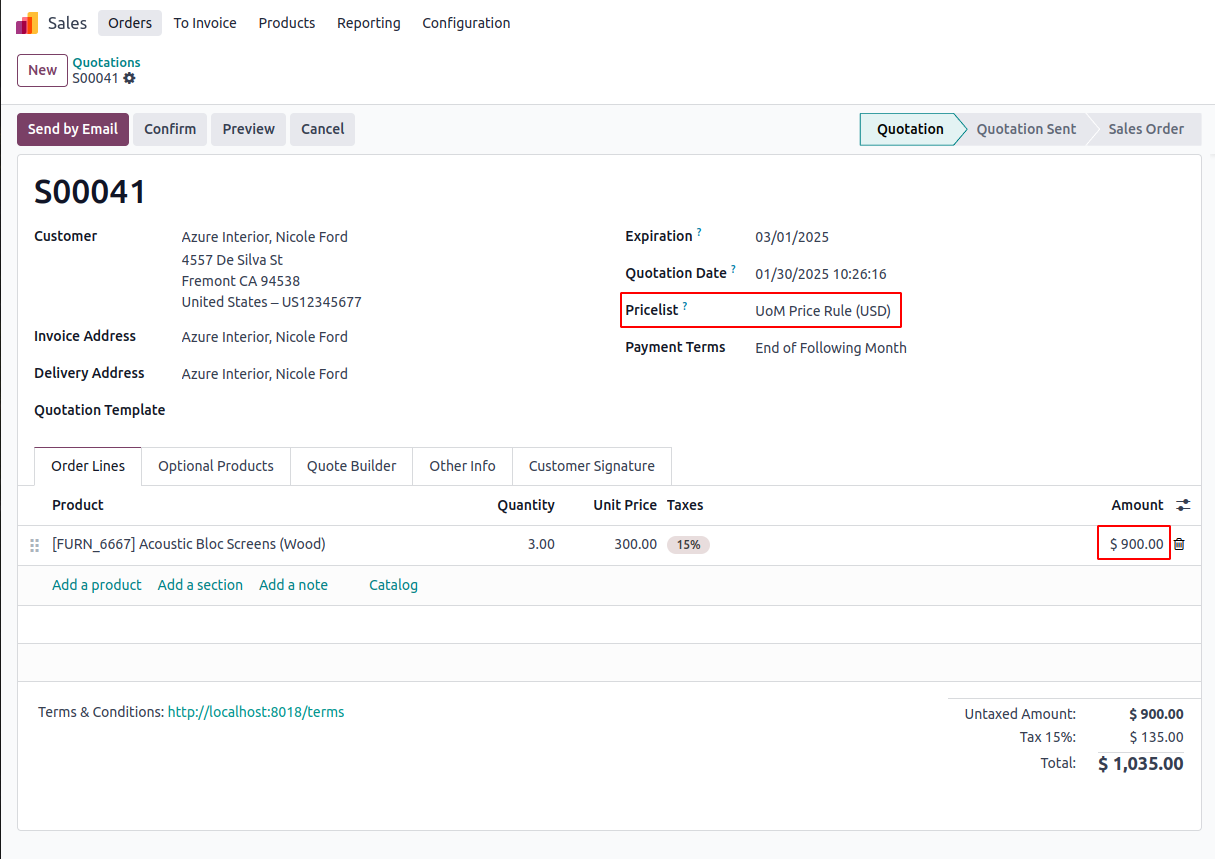 Sales Orders To Invoice Products Reporting Configuration
New Quotations
S00041
Send by Email Confirm Preview Cancel Quotation Quotation Sent Sales Order
S00041
Customer Azure Interior, Nicole Ford
4557 De Silva St
Fremont CA 94538
United States – US12345677
Invoice Address Azure Interior, Nicole Ford
Delivery Address Azure Interior, Nicole Ford
Quotation Template
Expiration ? 03/01/2025
Quotation Date ? 01/30/2025 10:26:16
Pricelist ? UoM Price Rule (USD)
Payment Terms End of Following Month
Order Lines Optional Products Quote Builder Other Info Customer Signature
Product Quantity Unit Price Taxes Amount
[FURN_6667] Acoustic Bloc Screens (Wood) 3.00 300.00 15% $ 900.00
Add a product Add a section Add a note Catalog
Terms & Conditions: http://localhost:8018/terms
Untaxed Amount: $ 900.00
Tax 15%: $ 135.00
Total: $ 1,035.00